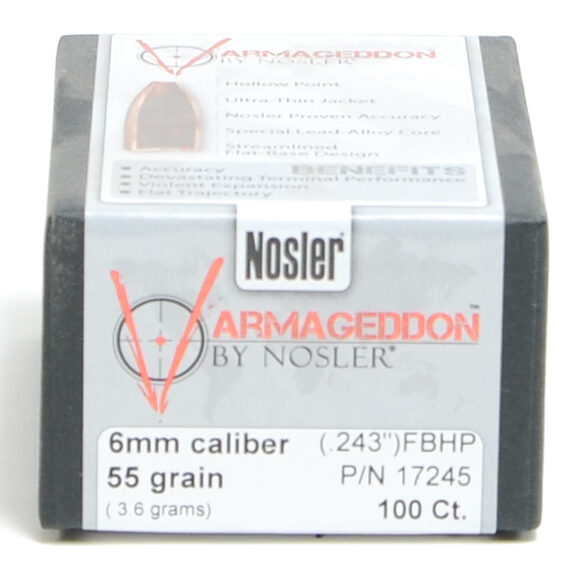 VARMAGEDDON
BY NOSLER®
Hollow Point
Ultra-Thin Jacket
Nosler Proven Accuracy
Special Lead-Alloy Core
Streamlined
Flat-Base Design
BENEFITS
• Accuracy
• Devastating Terminal Performance
• Violent Expansion
• Flat Trajectory
Nosler®
VARMAGEDDON™
BY NOSLER®
6mm caliber (.243")FBHP
55 grain P/N 17245
(3 6 grams) 100 Ct.